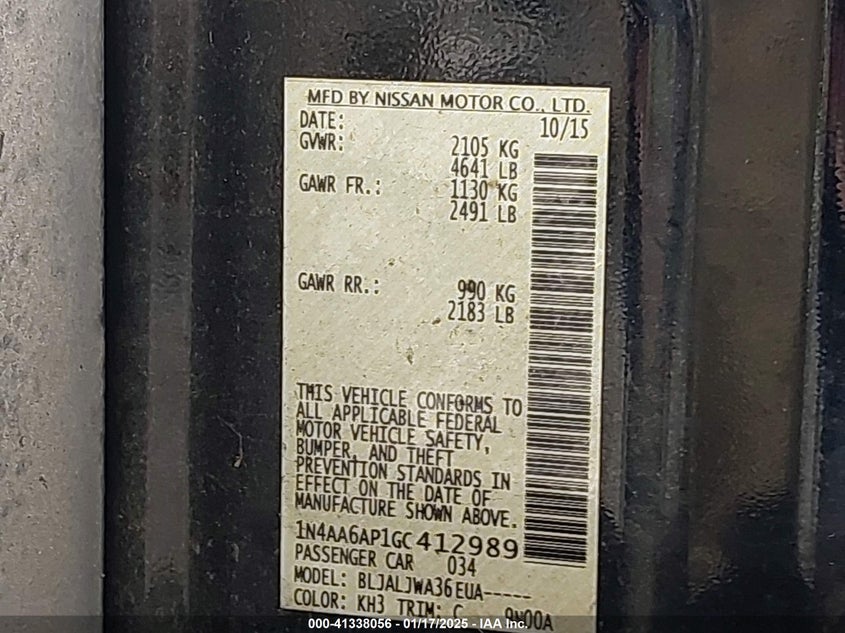 MFD BY NISSAN MOTOR CO., LTD.
DATE: 10/15
GVWR: 2105 KG
4641 LB
GAWR FR.: 1130 KG
2491 LB
GAWR RR.: 990 KG
2183 LB
THIS VEHICLE CONFORMS TO
ALL APPLICABLE FEDERAL
MOTOR VEHICLE SAFETY,
BUMPER, AND THEFT
PREVENTION STANDARDS IN
EFFECT ON THE DATE OF
MANUFACTURE SHOWN ABOVE.
1N4AA6AP1GC412989
PASSENGER CAR 034
MODEL: BLJALJWA36EUA-----
COLOR: KH3 TRIM: C
000-41338056 - 01/17/2025 - IAA Inc.